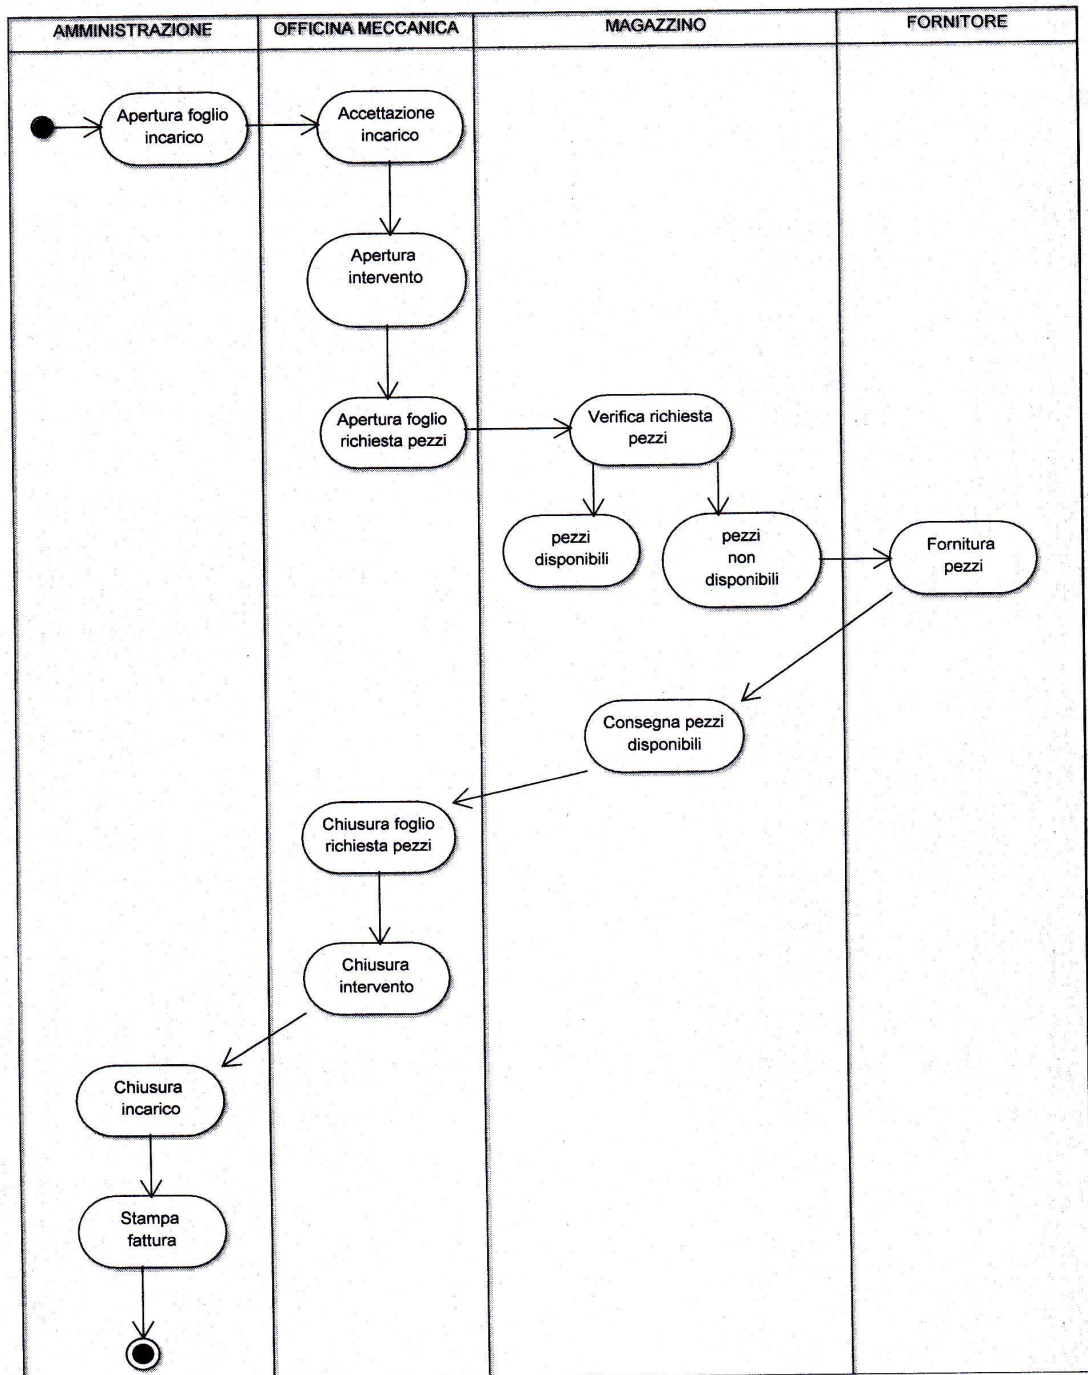 AMMINISTRAZIONE
OFFICINA MECCANICA
MAGAZZINO
FORNITORE
Apertura foglio
incarico
Accettazione
incarico
Apertura
intervento
Apertura foglio
richiesta pezzi
Verifica richiesta
pezzi
pezzi
disponibili
pezzi
non
disponibili
Fornitura
pezzi
Consegna pezzi
disponibili
Chiusura foglio
richiesta pezzi
Chiusura
intervento
Chiusura
incarico
Stampa
fattura